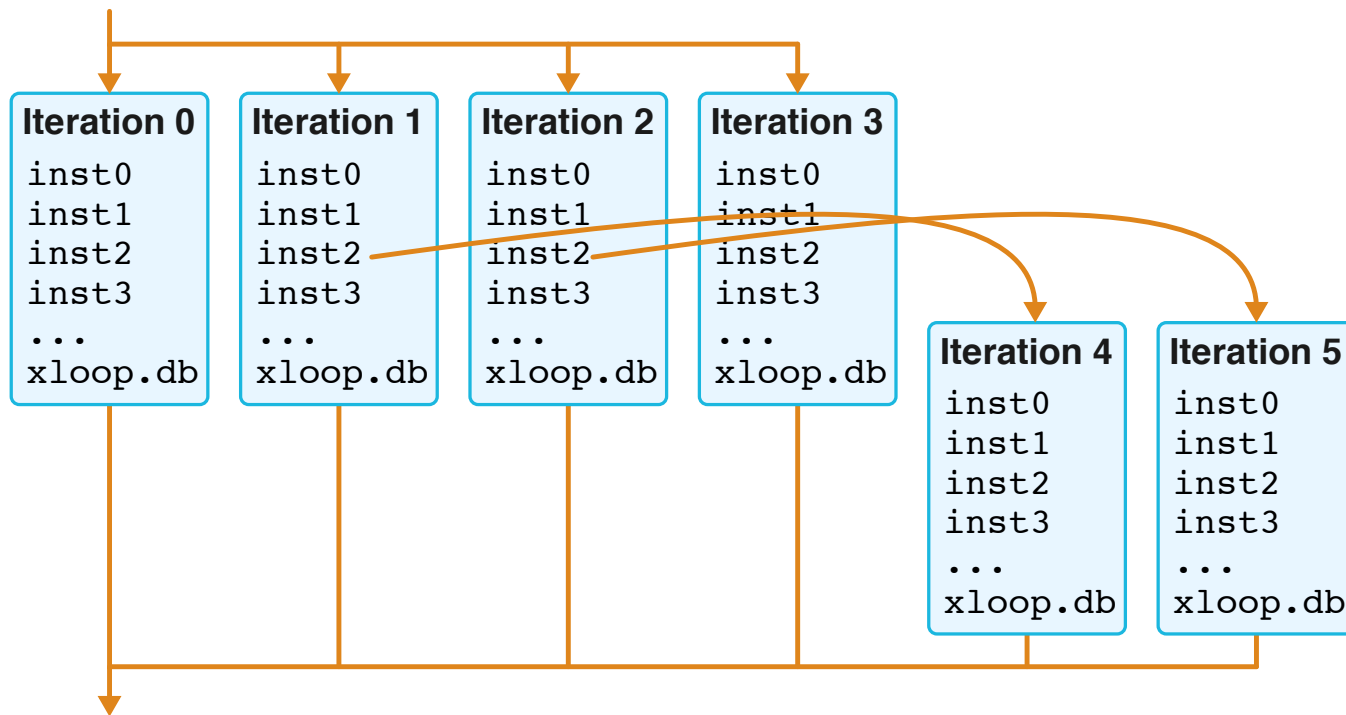 Iteration 0
inst0
inst1
inst2
inst3
...
xloop.db
Iteration 1
inst0
inst1
inst2
inst3
...
xloop.db
Iteration 2
inst0
inst1
inst2
inst3
...
xloop.db
Iteration 3
inst0
inst1
inst2
inst3
...
xloop.db
Iteration 4
inst0
inst1
inst2
inst3
...
xloop.db
Iteration 5
inst0
inst1
inst2
inst3
...
xloop.db